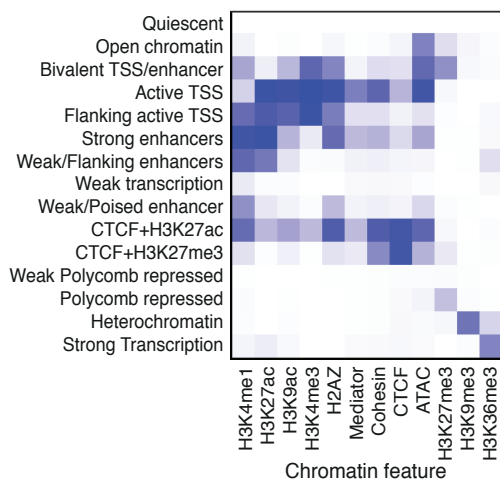 Quiescent
Open chromatin
Bivalent TSS/enhancer
Active TSS
Flanking active TSS
Strong enhancers
Weak/Flanking enhancers
Weak transcription
Weak/Poised enhancer
CTCF+H3K27ac
CTCF+H3K27me3
Weak Polycomb repressed
Polycomb repressed
Heterochromatin
Strong Transcription
H3K4me1
H3K27ac
H3K9ac
H3K4me3
H2AZ
Mediator
Cohesin
CTCF
ATAC
H3K27me3
H3K9me3
H3K36me3
Chromatin feature